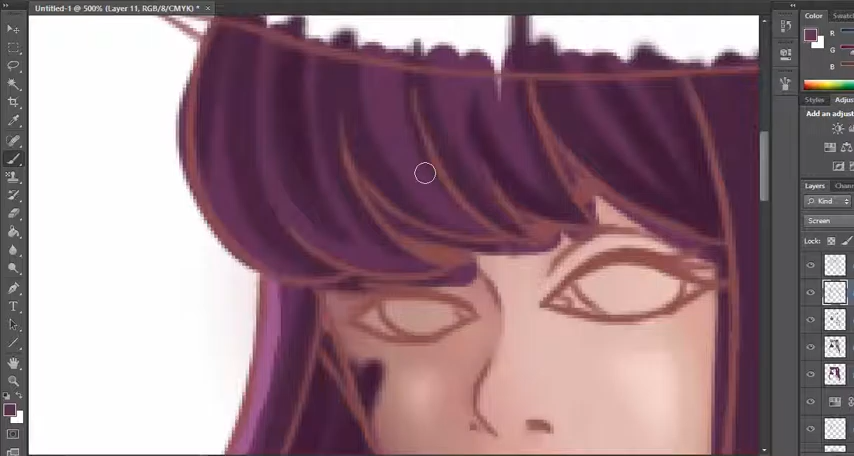 Untitled-1 @ 500% (Layer 11, RGB/8/CMYK) *
Color
Swatch
R
G
B
Styles
Adjus
Add an adjust
Layers
Chann
Kind
Screen
Lock: